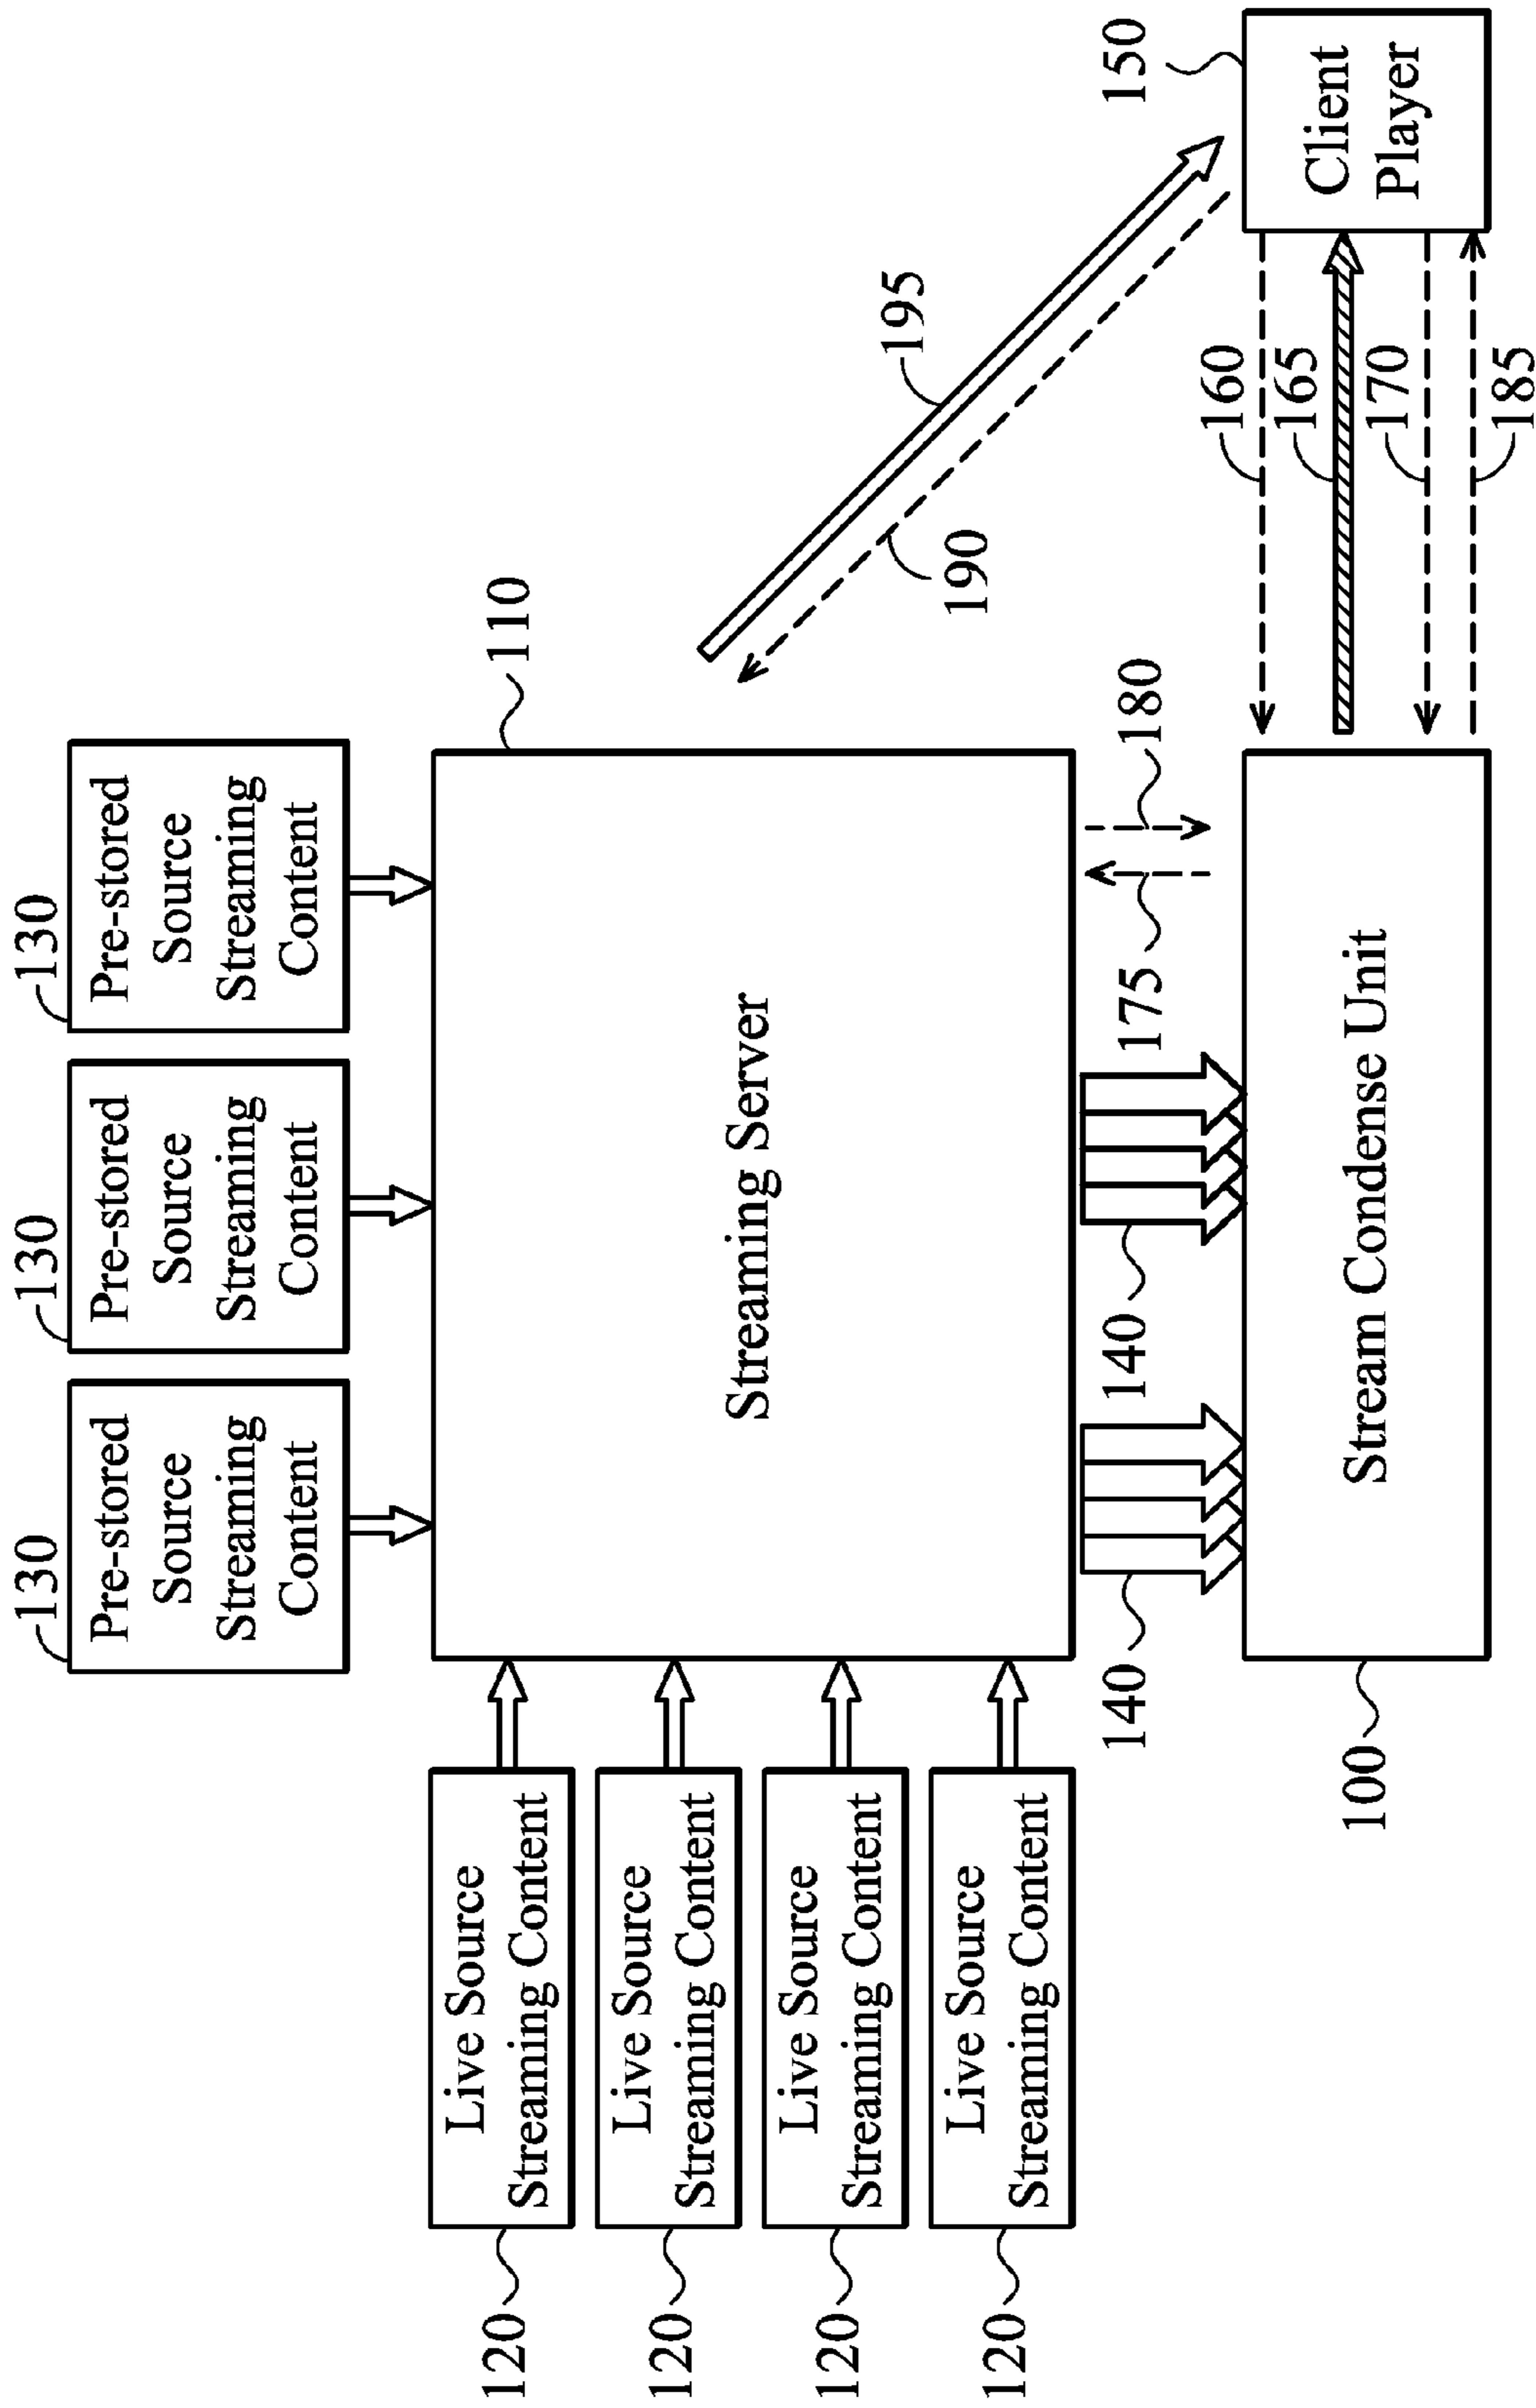 130
Pre-stored
Source
Streaming
Content
130
Pre-stored
Source
Streaming
Content
130
Pre-stored
Source
Streaming
Content
120
Live Source
Streaming Content
120
Live Source
Streaming Content
120
Live Source
Streaming Content
120
Live Source
Streaming Content
110
Streaming Server
195
190
140
140
175
180
100
Stream Condense Unit
160
165
170
185
150
Client
Player